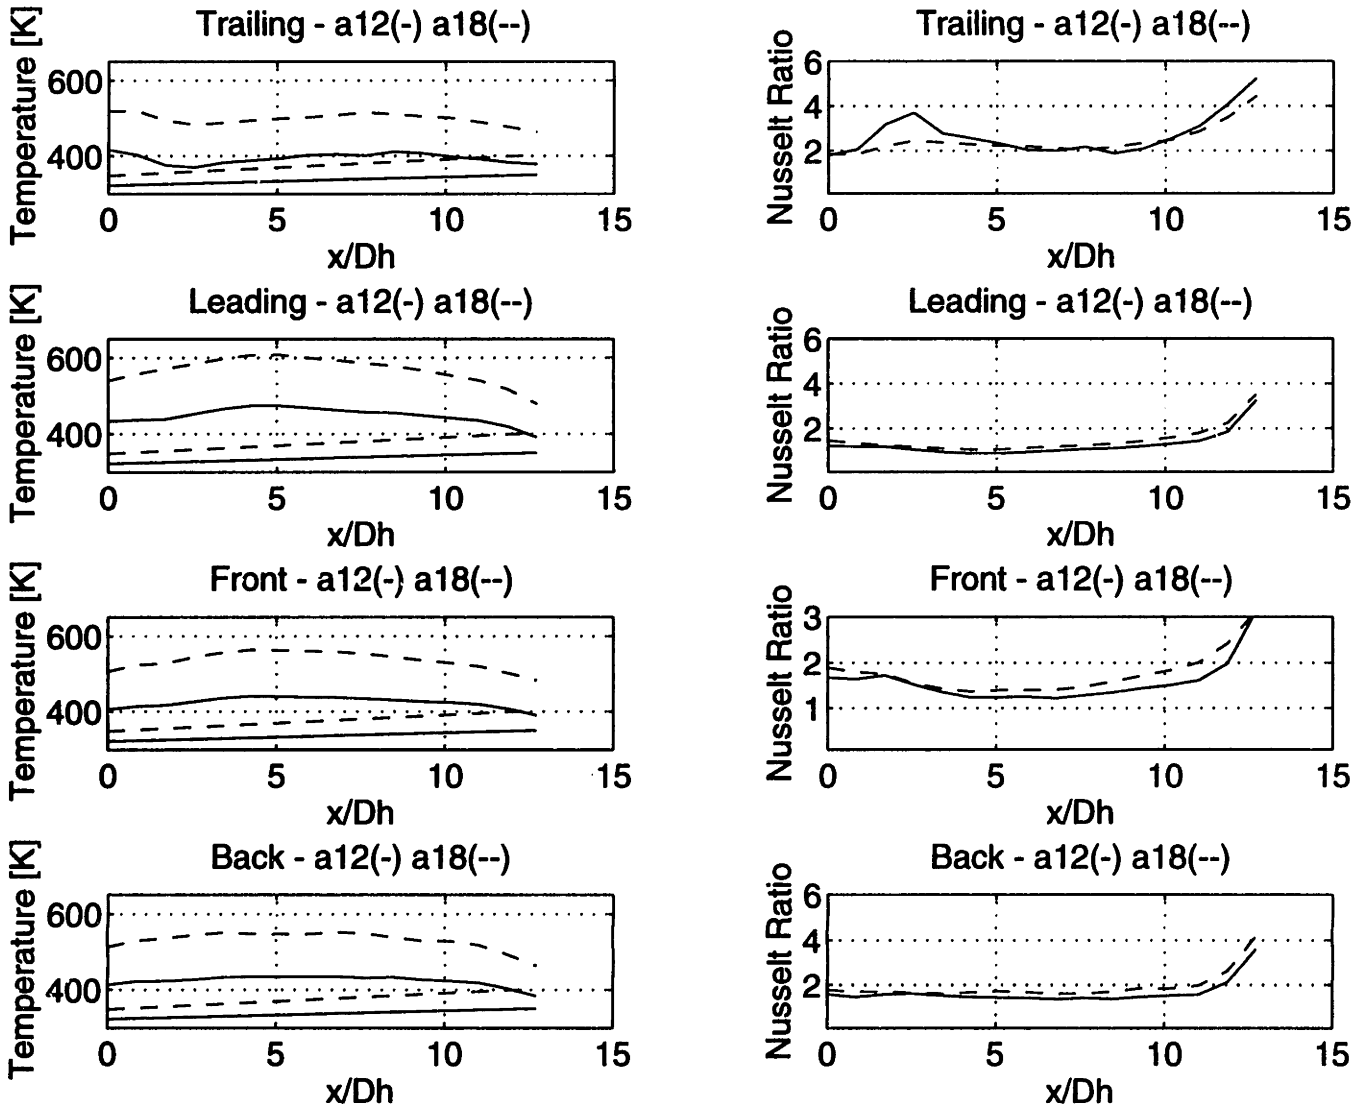 Trailing - a12(-) a18(--)
Temperature [K]
600
400
0 5 10 15
x/Dh
Trailing - a12(-) a18(--)
Nusselt Ratio
6
4
2
0 5 10 15
x/Dh
Leading - a12(-) a18(--)
Temperature [K]
600
400
0 5 10 15
x/Dh
Leading - a12(-) a18(--)
Nusselt Ratio
6
4
2
0 5 10 15
x/Dh
Front - a12(-) a18(--)
Temperature [K]
600
400
0 5 10 15
x/Dh
Front - a12(-) a18(--)
Nusselt Ratio
3
2
1
0 5 10 15
x/Dh
Back - a12(-) a18(--)
Temperature [K]
600
400
0 5 10 15
x/Dh
Back - a12(-) a18(--)
Nusselt Ratio
6
4
2
0 5 10 15
x/Dh